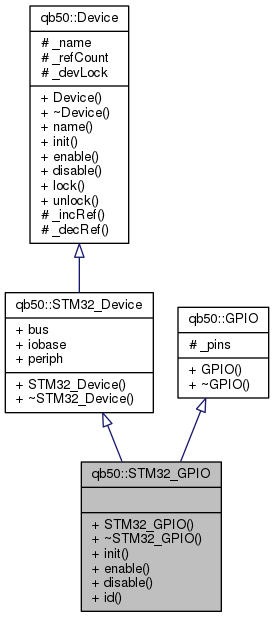 qb50::Device
# _name
# _refCount
# _devLock
+ Device()
+ ~Device()
+ name()
+ init()
+ enable()
+ disable()
+ lock()
+ unlock()
# _incRef()
# _decRef()
qb50::STM32_Device
+ bus
+ iobase
+ periph
+ STM32_Device()
+ ~STM32_Device()
qb50::GPIO
# _pins
+ GPIO()
+ ~GPIO()
qb50::STM32_GPIO
+ STM32_GPIO()
+ ~STM32_GPIO()
+ init()
+ enable()
+ disable()
+ id()